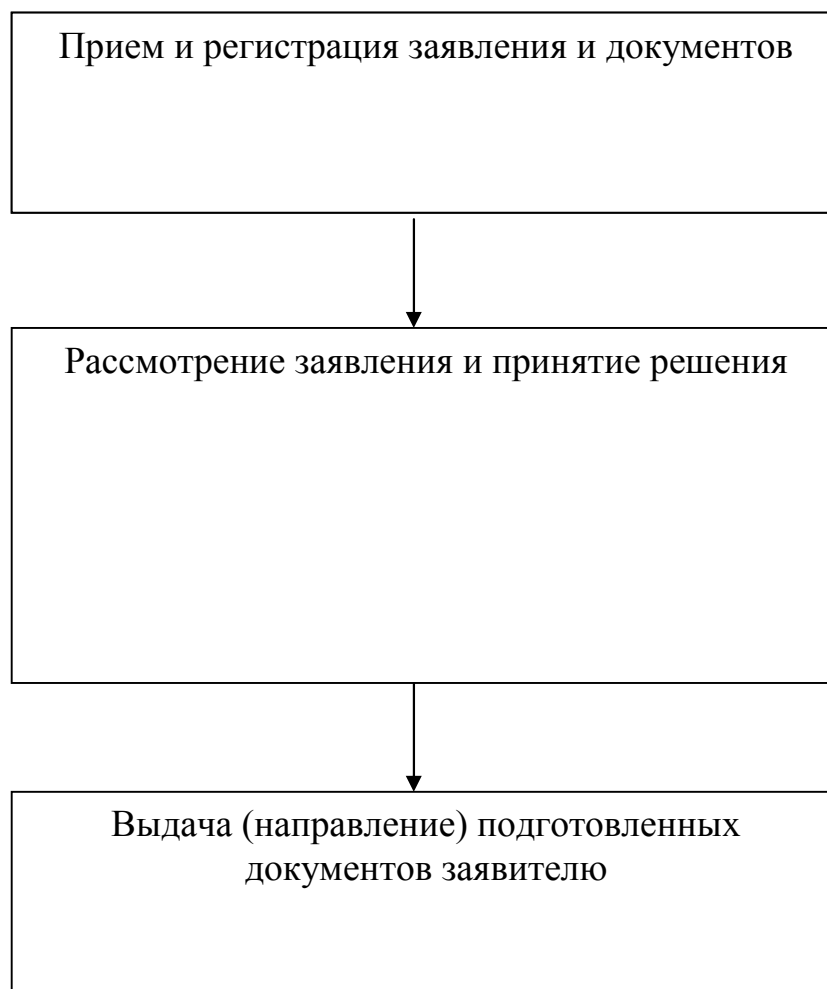 Прием и регистрация заявления и документов
Рассмотрение заявления и принятие решения
Выдача (направление) подготовленных
документов заявителю